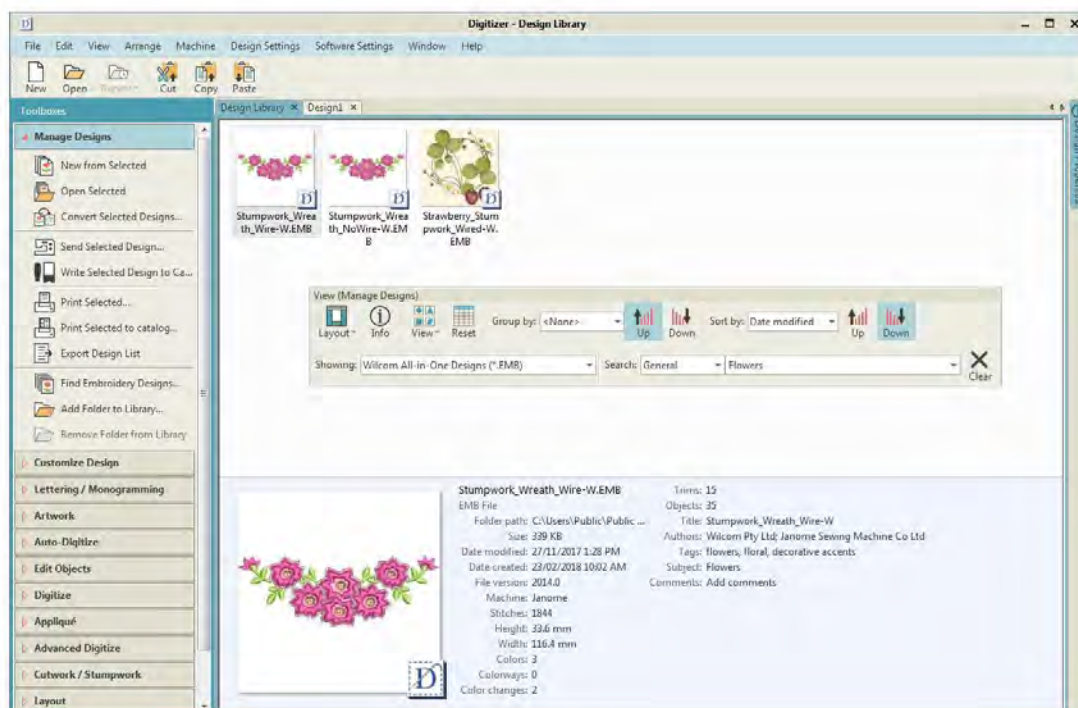 Digitizer - Design Library
File Edit View Arrange Machine Design Settings Software Settings Window Help
New Open Cut Copy Paste
Toolboxes
Design Library × Design1 ×
Manage Designs
New from Selected
Open Selected
Convert Selected Designs...
Send Selected Design...
Write Selected Design to Ca...
Print Selected...
Print Selected to catalog...
Export Design List
Find Embroidery Designs...
Add Folder to Library...
Remove Folder from Library
Customize Design
Lettering / Monogramming
Artwork
Auto-Digitize
Edit Objects
Digitize
Appliqué
Advanced Digitize
Cutwork / Stumpwork
Layout
Stumpwork_Wrea
th_Wire-W.EMB
Stumpwork_Wrea
th_NoWire-W.EM
B
Strawberry_Stum
pwork_Wired-W.
EMB
View (Manage Designs)
Layout Info View Reset Group by: <None> Up Down Sort by: Date modified Up Down
Showing: Wilcom All-in-One Designs (*.EMB) Search: General Flowers Clear
Stumpwork_Wreath_Wire-W.EMB
EMB File
Folder path: C:\Users\Public\Public ...
Size: 339 KB
Date modified: 27/11/2017 1:28 PM
Date created: 23/02/2018 10:02 AM
File version: 2014.0
Machine: Janome
Stitches: 1844
Height: 33.6 mm
Width: 116.4 mm
Colors: 3
Colorways: 0
Color changes: 2
Trims: 15
Objects: 35
Title: Stumpwork_Wreath_Wire-W
Authors: Wilcom Pty Ltd; Janome Sewing Machine Co Ltd
Tags: flowers, floral, decorative accents
Subject: Flowers
Comments: Add comments